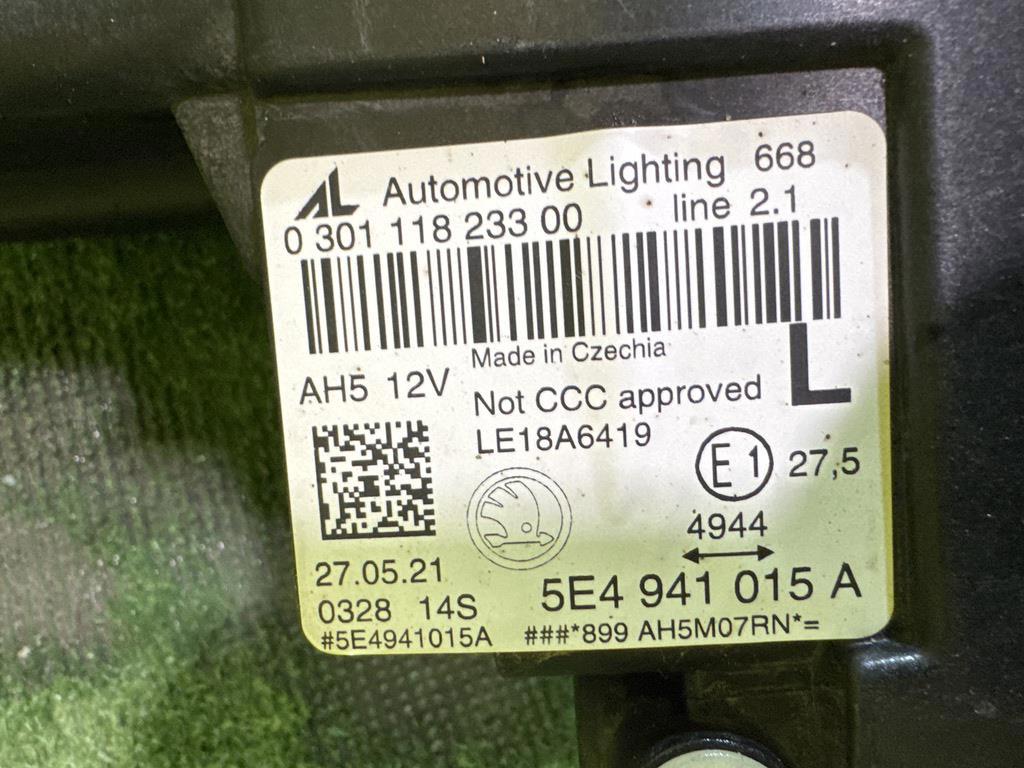 AL Automotive Lighting 668
0 301 118 233 00 line 2.1
Made in Czechia
L
AH5 12V
Not CCC approved
LE18A6419
E1 27,5
4944
27.05.21
5E4 941 015 A
0328 14S
#5E4941015A ###*899 AH5M07RN*=